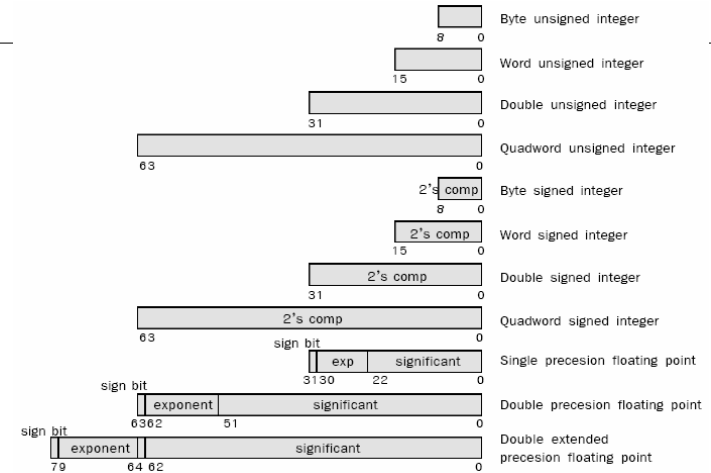 Byte unsigned integer
8 0
Word unsigned integer
15 0
Double unsigned integer
31 0
Quadword unsigned integer
63 0
2's comp Byte signed integer
8 0
2's comp Word signed integer
15 0
2's comp Double signed integer
31 0
2's comp Quadword signed integer
63 0
sign bit
exp significant Single precesion floating point
3130 22 0
sign bit
exponent significant Double precesion floating point
6362 51 0
sign bit
exponent significant Double extended
precesion floating point
79 64 62 0